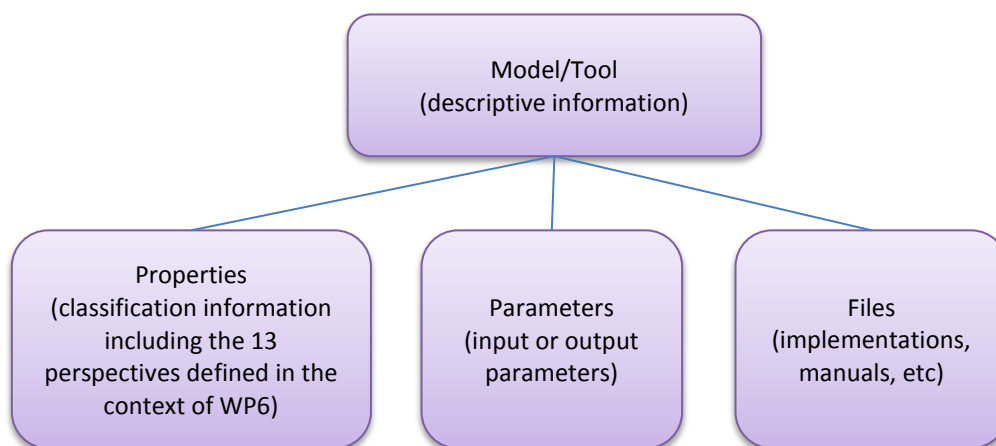 Model/Tool
(descriptive information)
Properties
(classification information
including the 13
perspectives defined in the
context of WP6)
Parameters
(input or output
parameters)
Files
(implementations,
manuals, etc)